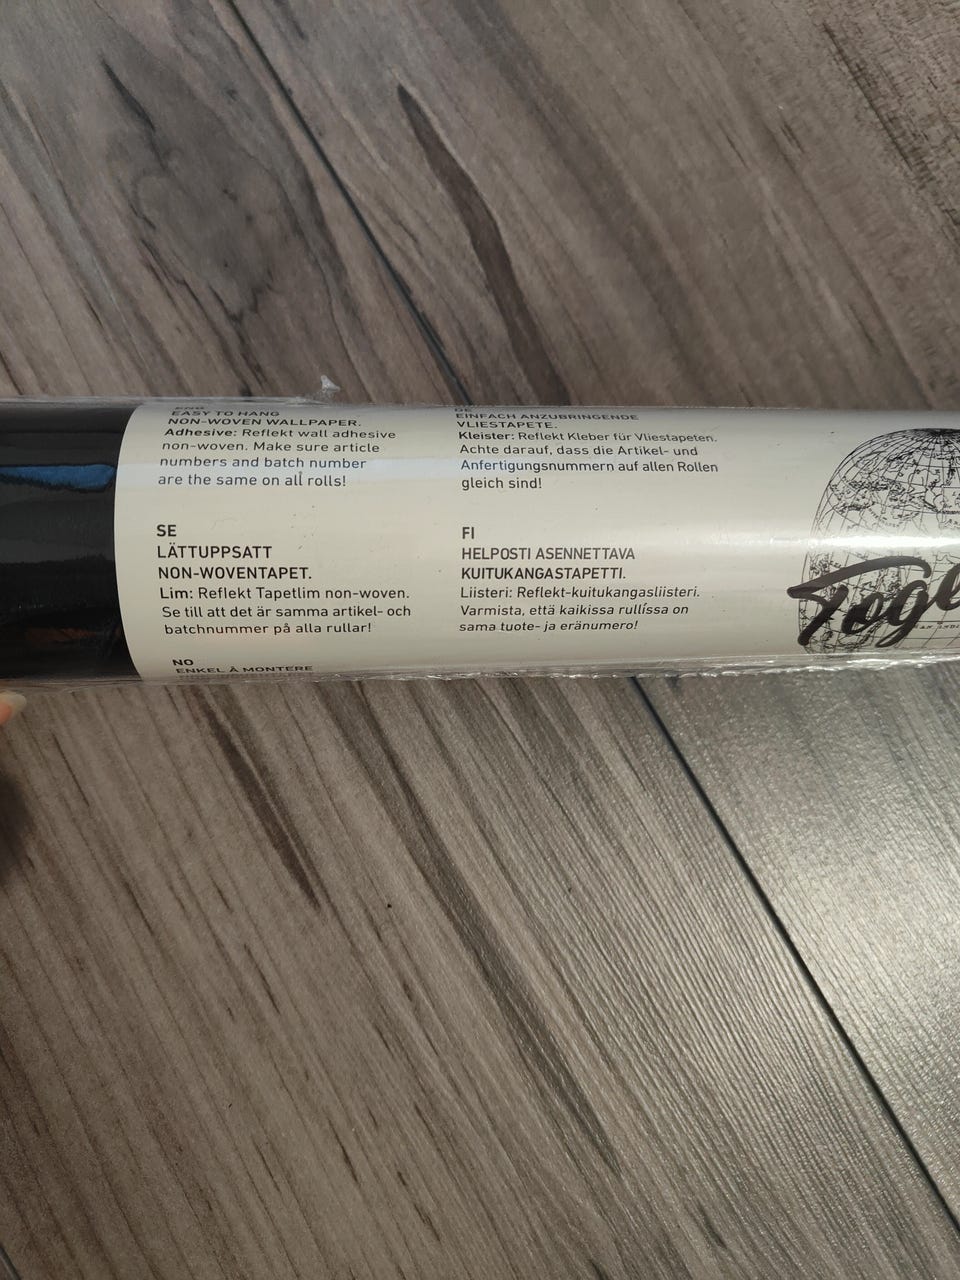 ENG
EASY TO HANG
NON-WOVEN WALLPAPER.
Adhesive: Reflekt wall adhesive
non-woven. Make sure article
numbers and batch number
are the same on all rolls!
DE
EINFACH ANZUBRINGENDE
VLIESTAPETE.
Kleister: Reflekt Kleber für Vliestapeten.
Achte darauf, dass die Artikel- und
Anfertigungsnummern auf allen Rollen
gleich sind!
SE
LÄTTUPPSATT
NON-WOVENTAPET.
Lim: Reflekt Tapetlim non-woven.
Se till att det är samma artikel- och
batchnummer på alla rullar!
FI
HELPOSTI ASENNETTAVA
KUITUKANGASTAPETTI.
Liisteri: Reflekt-kuitukangasliisteri.
Varmista, että kaikissa rullissa on
sama tuote- ja eränumero!
NO
ENKEL Å MONTERE